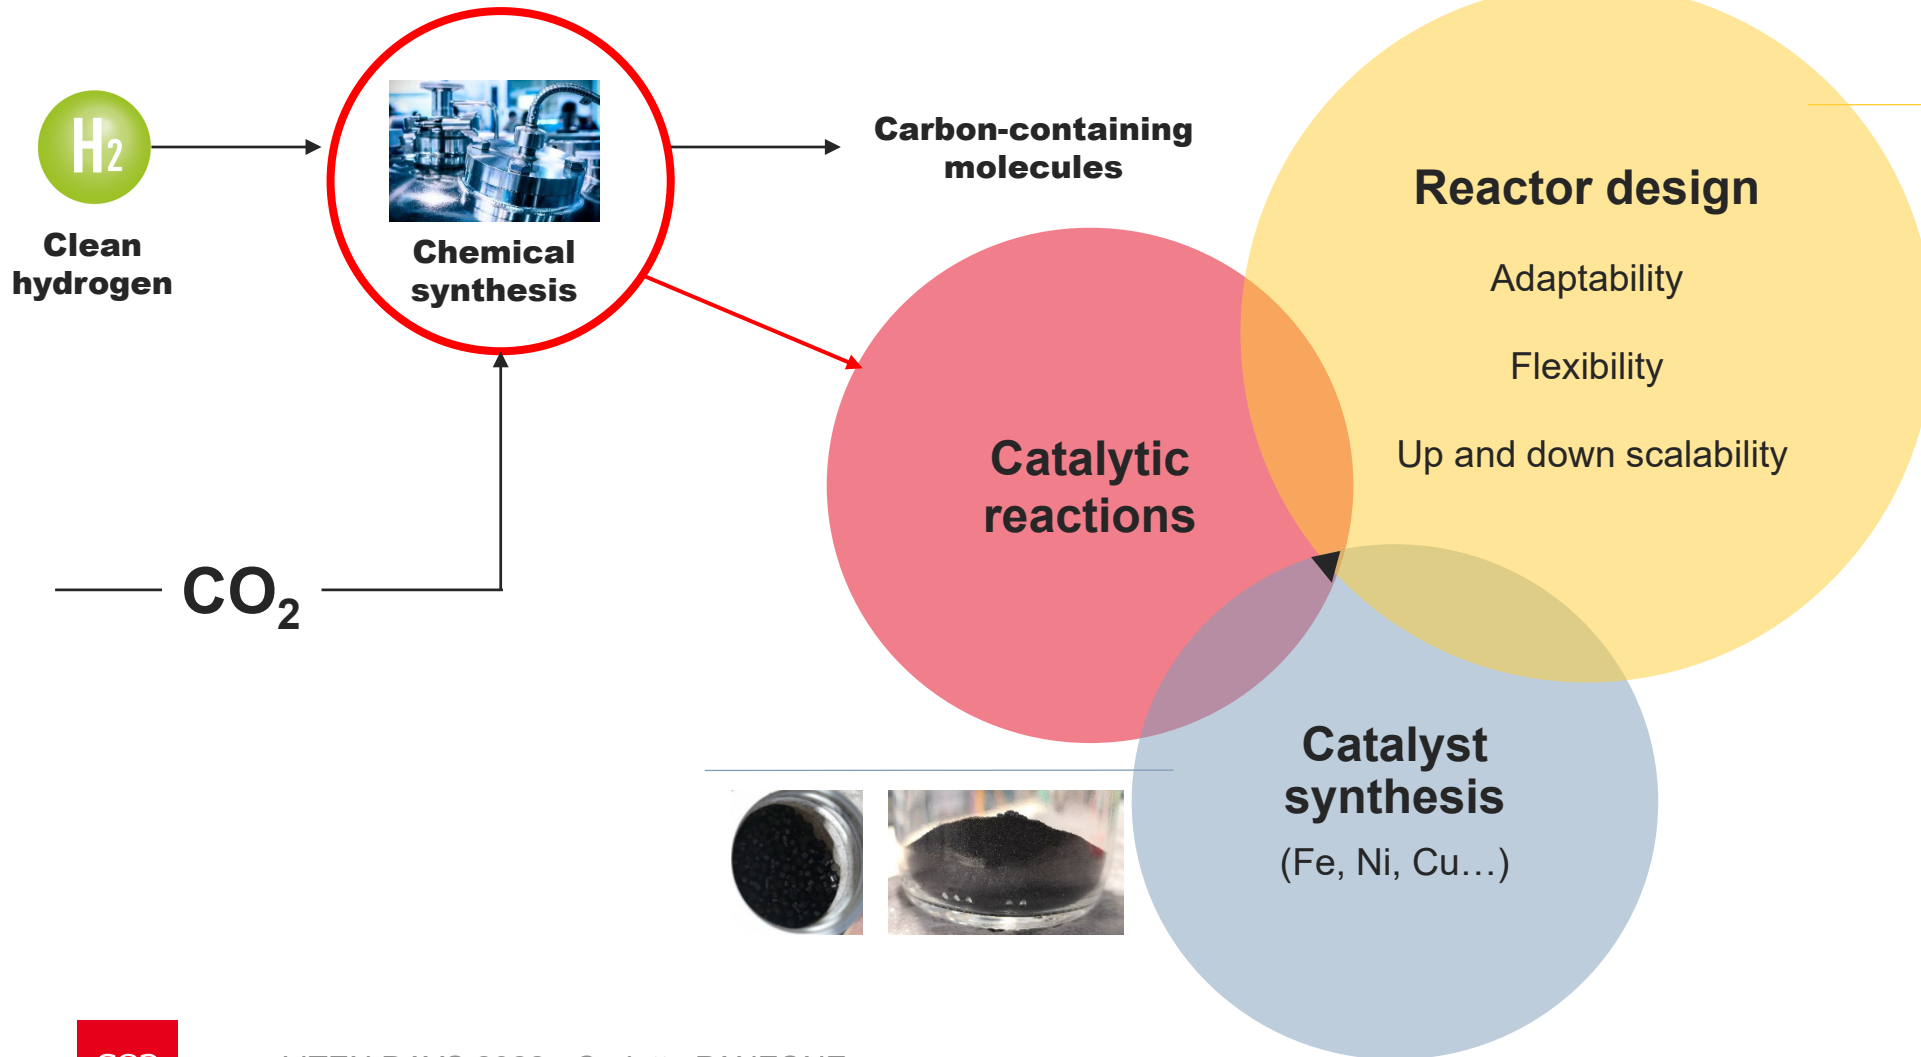 H2
Clean
hydrogen
Chemical
synthesis
Carbon-containing
molecules
CO₂
Reactor design
Adaptability
Flexibility
Up and down scalability
Catalytic
reactions
Catalyst
synthesis
(Fe, Ni, Cu…)